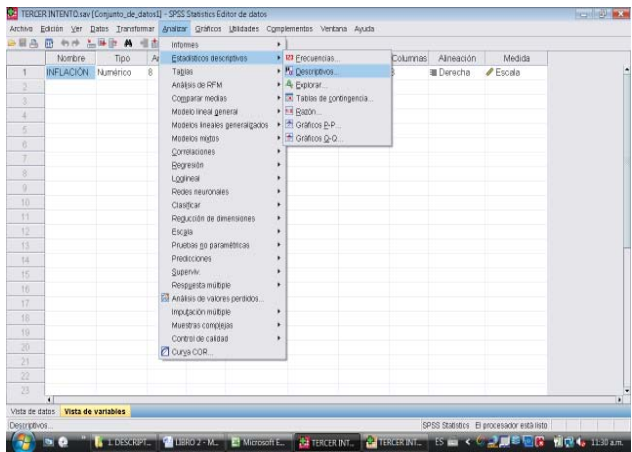 TERCER INTENTO.sav [Conjunto_de_datos1] - SPSS Statistics Editor de datos
Archivo Edición Ver Datos Transformar Analizar Gráficos Utilidades Complementos Ventana Ayuda
Nombre Tipo Columnas Alineación Medida
1 INFLACIÓN Numérico 8 Derecha Escala
2
3
4
5
6
7
8
9
10
11
12
13
14
15
16
17
18
19
20
21
22
23
Informes
Estadísticos descriptivos
Tablas
Análisis de RFM
Comparar medias
Modelo lineal general
Modelos lineales generalizados
Modelos mixtos
Correlaciones
Regresión
Loglineal
Redes neuronales
Clasificar
Reducción de dimensiones
Escala
Pruebas no paramétricas
Predicciones
Superviv.
Respuesta múltiple
Análisis de valores perdidos...
Imputación múltiple
Muestras complejas
Control de calidad
Curva COR...
Frecuencias...
Descriptivos...
Explorar...
Tablas de contingencia...
Razón...
Gráficos P-P...
Gráficos Q-Q...
Vista de datos Vista de variables
Descriptivos... SPSS Statistics El procesador está listo
1. DESCRIPT... LIBRO 2 - M... Microsoft E... TERCER INT... TERCER INT... ES 11:30 a.m.